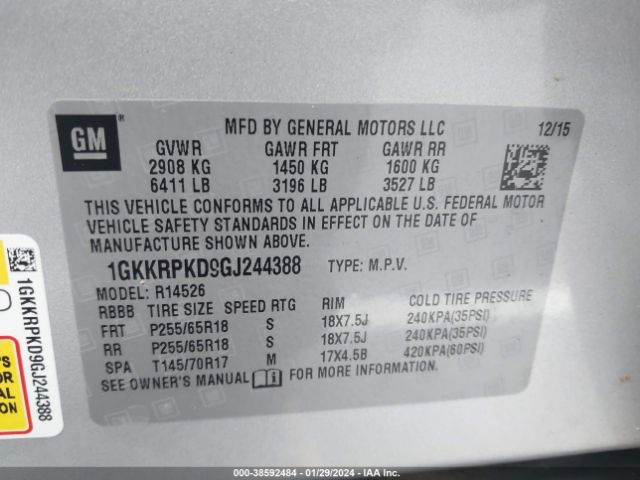 GM
®
MFD BY GENERAL MOTORS LLC 12/15
GVWR GAWR FRT GAWR RR
2908 KG 1450 KG 1600 KG
6411 LB 3196 LB 3527 LB
THIS VEHICLE CONFORMS TO ALL APPLICABLE U.S. FEDERAL MOTOR
VEHICLE SAFETY STANDARDS IN EFFECT ON THE DATE OF
MANUFACTURE SHOWN ABOVE.
1GKKRPKD9GJ244388 TYPE: M.P.V.
MODEL: R14526
RBBB TIRE SIZE SPEED RTG RIM COLD TIRE PRESSURE
FRT P255/65R18 S 18X7.5J 240KPA(35PSI)
RR P255/65R18 S 18X7.5J 240KPA(35PSI)
SPA T145/70R17 M 17X4.5B 420KPA(60PSI)
SEE OWNER'S MANUAL FOR MORE INFORMATION.
1GKKRPKD9GJ244388
000-38592484 - 01/29/2024 - IAA Inc.